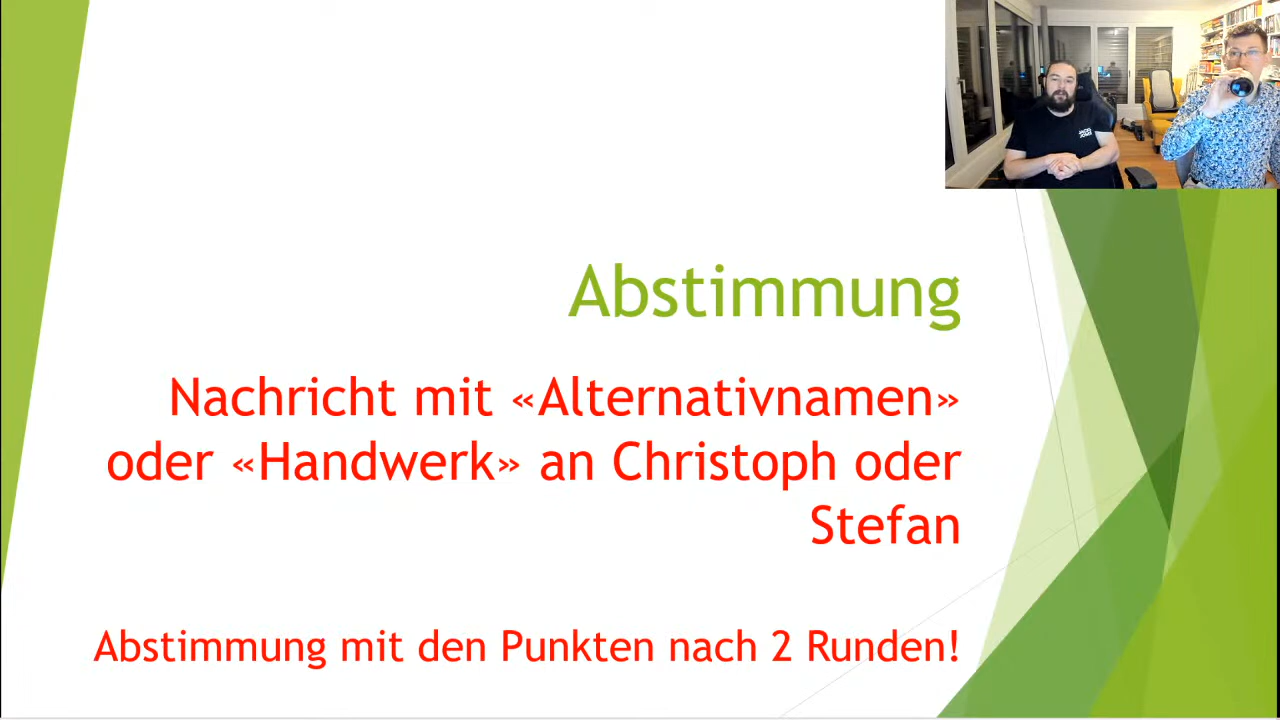 Abstimmung
Nachricht mit «Alternativnamen»
oder «Handwerk» an Christoph oder
Stefan
Abstimmung mit den Punkten nach 2 Runden!